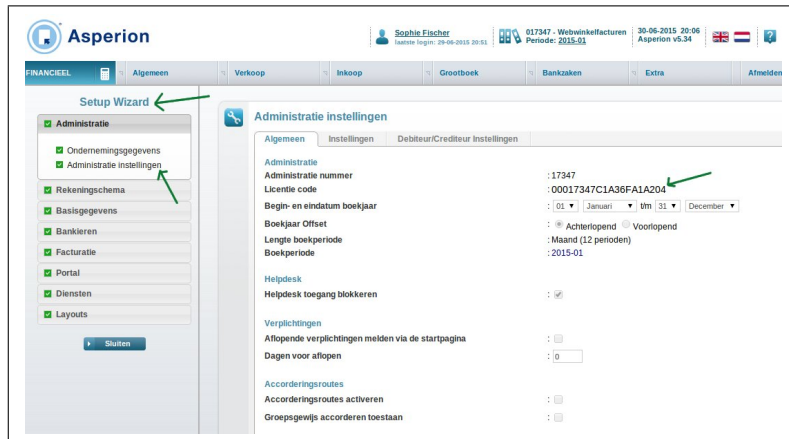 Asperion
Sophie Fischer
laatste login: 29-06-2015 20:51
017347 - Webwinkelfacturen
Periode: 2015-01
30-06-2015 20:06
Asperion v5.34
?
FINANCIEEL
Algemeen
Verkoop
Inkoop
Grootboek
Bankzaken
Extra
Afmelden
Setup Wizard
Administratie
Ondernemingsgegevens
Administratie instellingen
Rekeningschema
Basisgegevens
Bankieren
Facturatie
Portal
Diensten
Layouts
Sluiten
Administratie instellingen
Algemeen Instellingen Debiteur/Crediteur Instellingen
Administratie
Administratie nummer : 17347
Licentie code : 00017347C1A36FA1A204
Begin- en eindatum boekjaar : 01 Januari t/m 31 December
Boekjaar Offset : Achterlopend Voorlopend
Lengte boekperiode : Maand (12 perioden)
Boekperiode : 2015-01
Helpdesk
Helpdesk toegang blokkeren :
Verplichtingen
Aflopende verplichtingen melden via de startpagina :
Dagen voor aflopen : 0
Accorderingsroutes
Accorderingsroutes activeren :
Groepsgewijs accorderen toestaan :